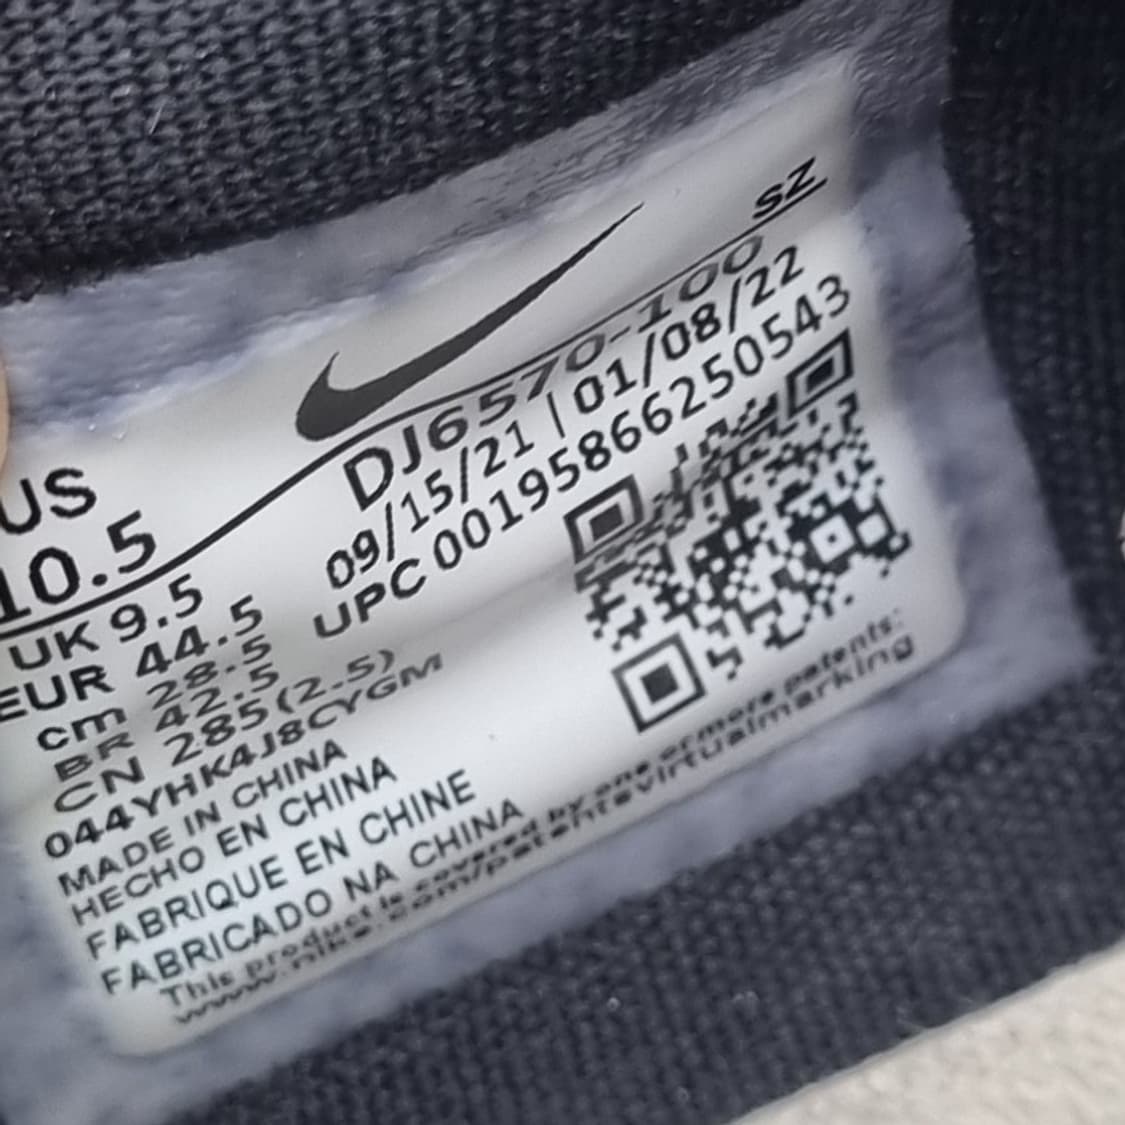 SZ
US
10.5
UK 9.5
EUR 44.5
cm 28.5
BR 42.5
CN 285(2.5)
DJ6570-100
09/15/21 | 01/08/22
UPC 00195866250543
044YHK4J8CYGM
MADE IN CHINA
HECHO EN CHINA
FABRIQUE EN CHINE
FABRICADO NA CHINA
This product is covered by one or more patents:
www.nike.com/patentsvirtualmarking